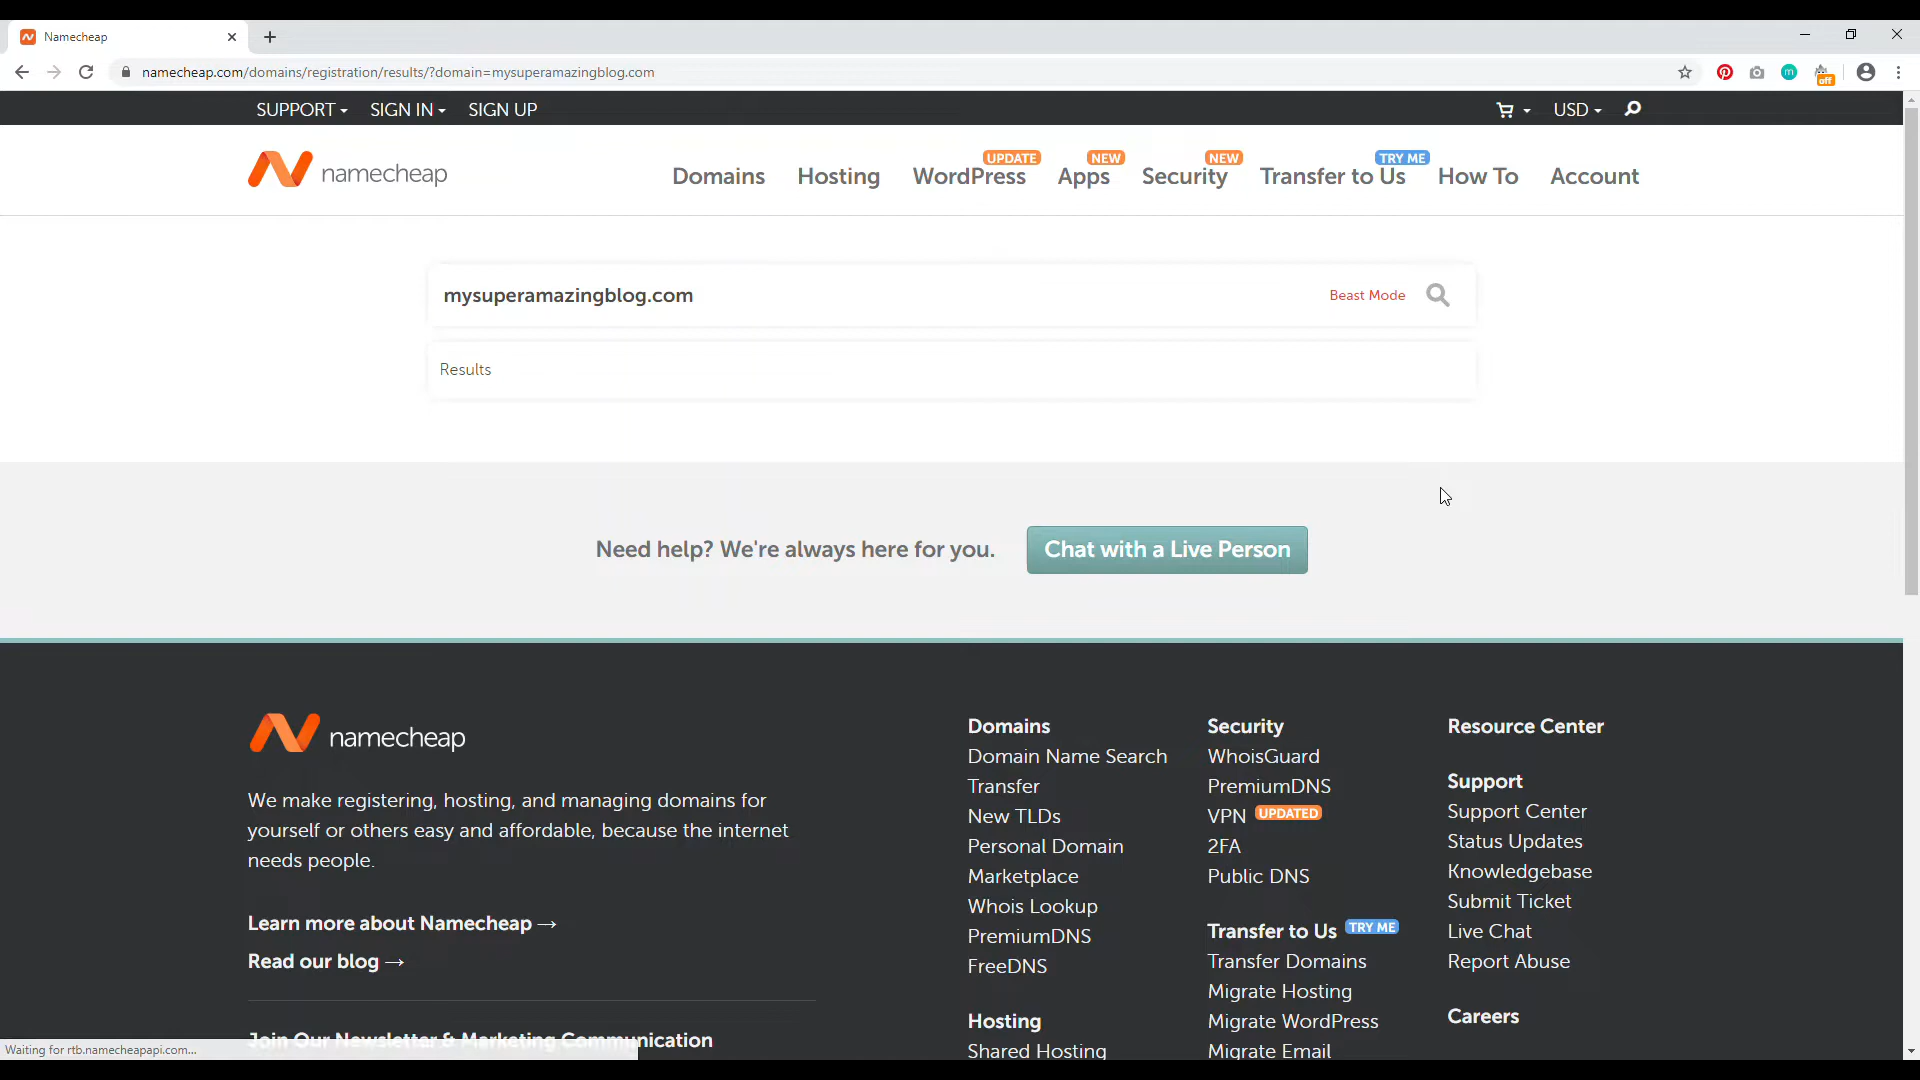 Namecheap
namecheap.com/domains/registration/results/?domain=mysuperamazingblog.com
m
off
SUPPORT SIGN IN SIGN UP
USD
namecheap
UPDATE NEW NEW TRY ME
Domains Hosting WordPress Apps Security Transfer to Us How To Account
mysuperamazingblog.com
Beast Mode
Results
Need help? We're always here for you.
Chat with a Live Person
namecheap
We make registering, hosting, and managing domains for
yourself or others easy and affordable, because the internet
needs people.
Learn more about Namecheap →
Read our blog →
Join Our Newsletter & Marketing Communication
Domains
Domain Name Search
Transfer
New TLDs
Personal Domain
Marketplace
Whois Lookup
PremiumDNS
FreeDNS
Hosting
Shared Hosting
Security
WhoisGuard
PremiumDNS
VPN UPDATED
2FA
Public DNS
Transfer to Us TRY ME
Transfer Domains
Migrate Hosting
Migrate WordPress
Migrate Email
Resource Center
Support
Support Center
Status Updates
Knowledgebase
Submit Ticket
Live Chat
Report Abuse
Careers
Waiting for rtb.namecheapapi.com...